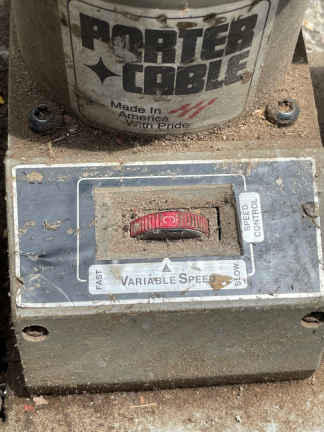 PORTER
CABLE
Made In
America
With Pride
SPEED
CONTROL
FAST
VARIABLE SPEED
SLOW